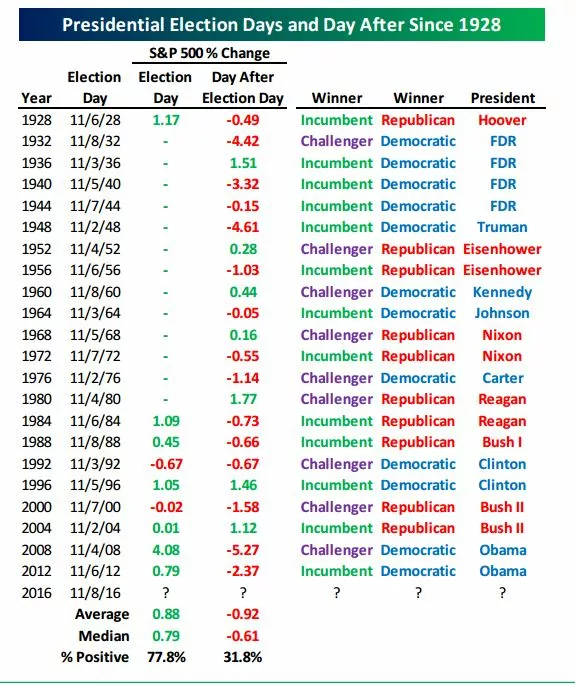 Presidential Election Days and Day After Since 1928
S&P 500 % Change
Election Election Day After
Year Day Day Election Day Winner Winner President
1928 11/6/28 1.17 -0.49 Incumbent Republican Hoover
1932 11/8/32 - -4.42 Challenger Democratic FDR
1936 11/3/36 - 1.51 Incumbent Democratic FDR
1940 11/5/40 - -3.32 Incumbent Democratic FDR
1944 11/7/44 - -0.15 Incumbent Democratic FDR
1948 11/2/48 - -4.61 Incumbent Democratic Truman
1952 11/4/52 - 0.28 Challenger Republican Eisenhower
1956 11/6/56 - -1.03 Incumbent Republican Eisenhower
1960 11/8/60 - 0.44 Challenger Democratic Kennedy
1964 11/3/64 - -0.05 Incumbent Democratic Johnson
1968 11/5/68 - 0.16 Challenger Republican Nixon
1972 11/7/72 - -0.55 Incumbent Republican Nixon
1976 11/2/76 - -1.14 Challenger Democratic Carter
1980 11/4/80 - 1.77 Challenger Republican Reagan
1984 11/6/84 1.09 -0.73 Incumbent Republican Reagan
1988 11/8/88 0.45 -0.66 Incumbent Republican Bush I
1992 11/3/92 -0.67 -0.67 Challenger Democratic Clinton
1996 11/5/96 1.05 1.46 Incumbent Democratic Clinton
2000 11/7/00 -0.02 -1.58 Challenger Republican Bush II
2004 11/2/04 0.01 1.12 Incumbent Republican Bush II
2008 11/4/08 4.08 -5.27 Challenger Democratic Obama
2012 11/6/12 0.79 -2.37 Incumbent Democratic Obama
2016 11/8/16 ? ? ? ? ?
Average 0.88 -0.92
Median 0.79 -0.61
% Positive 77.8% 31.8%